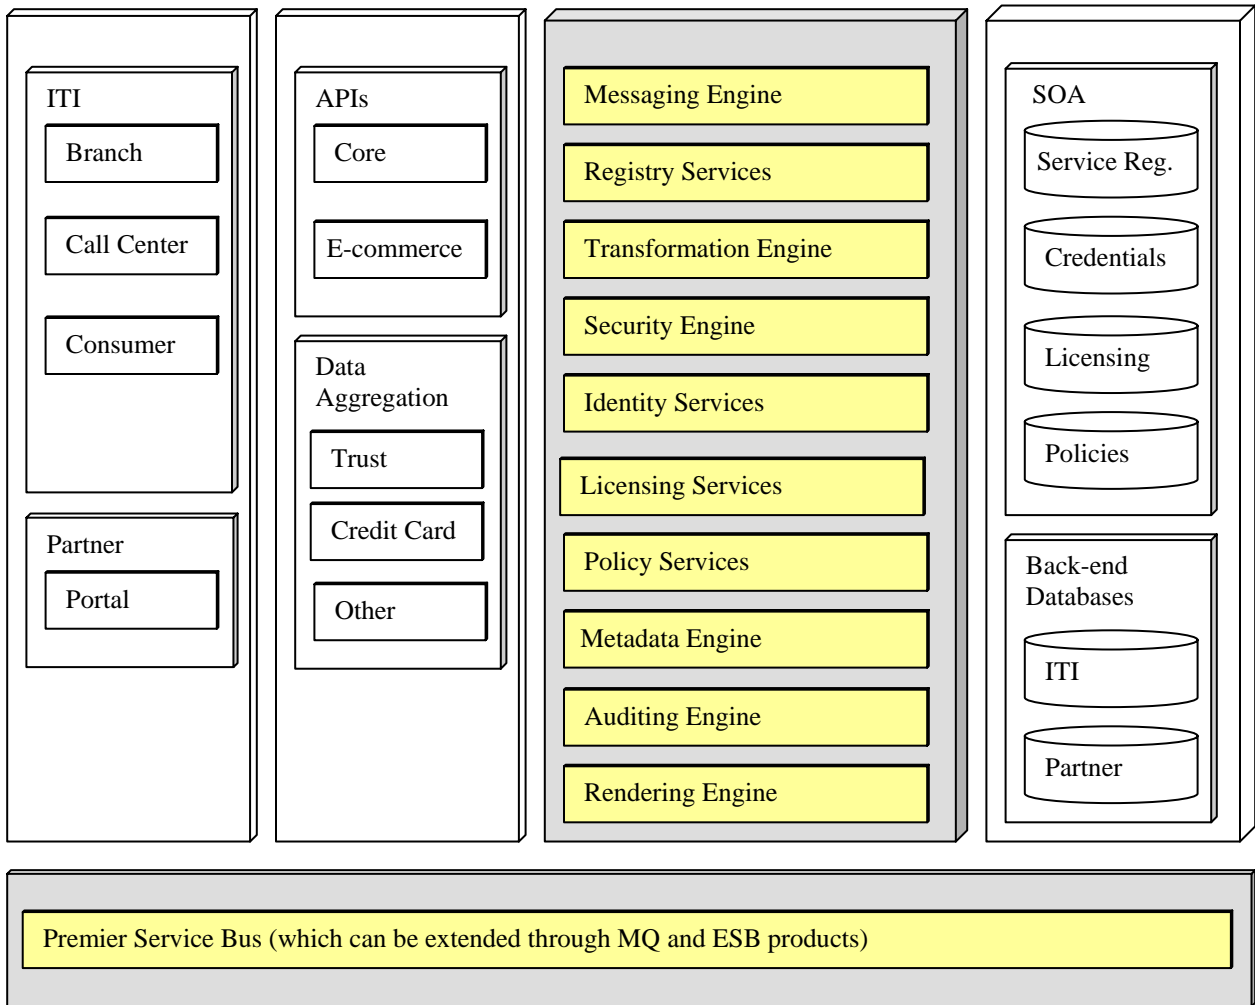 ITI
Branch
Call Center
Consumer
Partner
Portal
APIs
Core
E-commerce
Data
Aggregation
Trust
Credit Card
Other
Messaging Engine
Registry Services
Transformation Engine
Security Engine
Identity Services
Licensing Services
Policy Services
Metadata Engine
Auditing Engine
Rendering Engine
SOA
Service Reg.
Credentials
Licensing
Policies
Back-end
Databases
ITI
Partner
Premier Service Bus (which can be extended through MQ and ESB products)